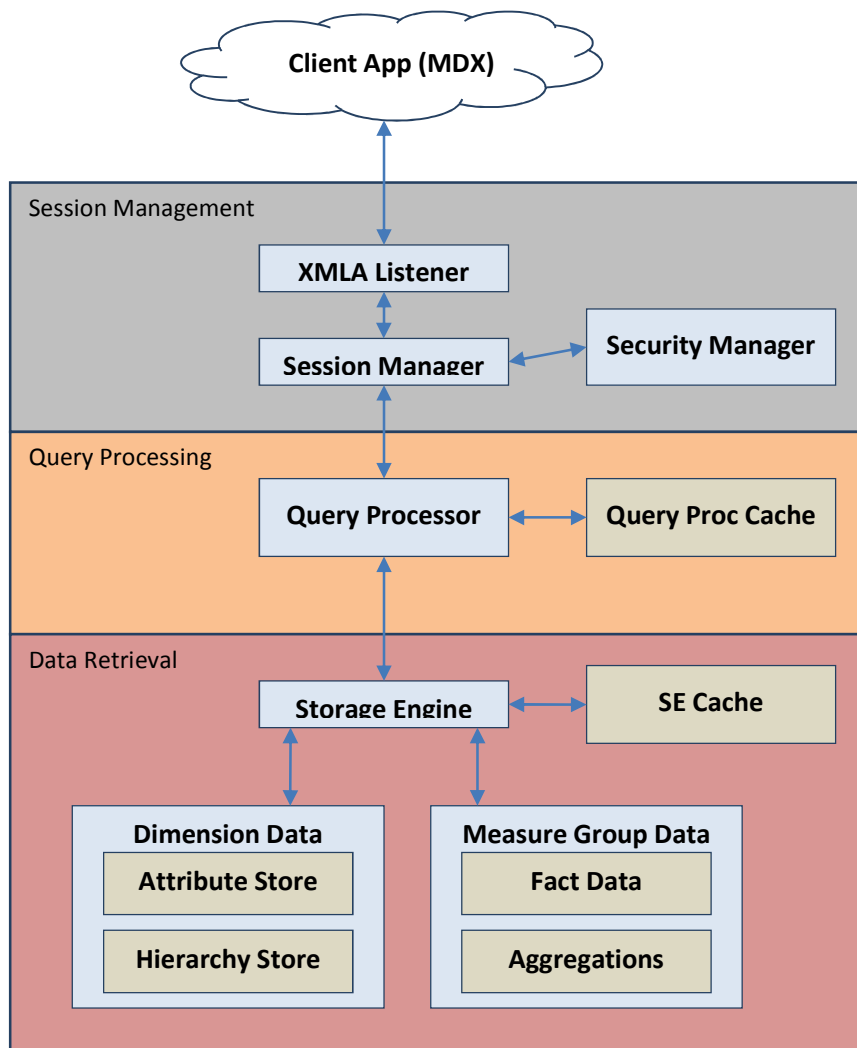 Client App (MDX)
Session Management
XMLA Listener
Session Manager
Security Manager
Query Processing
Query Processor
Query Proc Cache
Data Retrieval
Storage Engine
SE Cache
Dimension Data
Attribute Store
Hierarchy Store
Measure Group Data
Fact Data
Aggregations